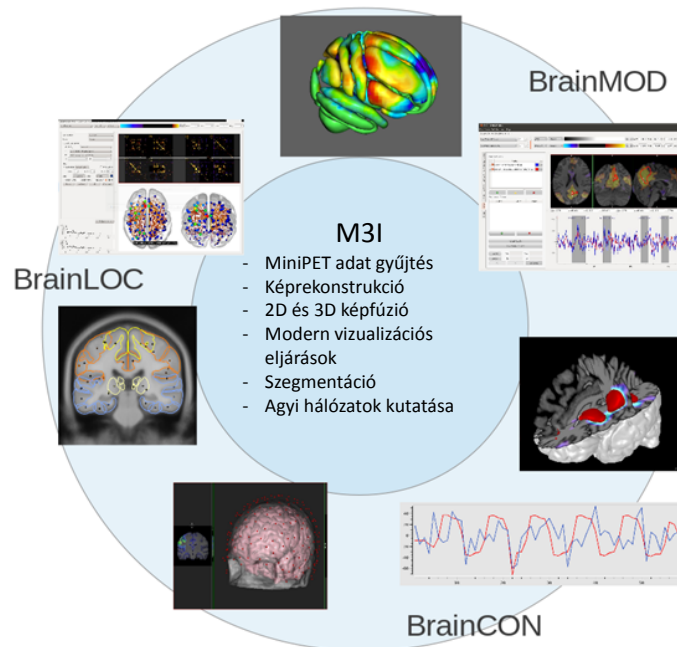 BrainMOD
M3I
- MiniPET adat gyűjtés
- Képrekonstrukció
- 2D és 3D képfúzió
- Modern vizualizációs
eljárások
- Szegmentáció
- Agyi hálózatok kutatása
BrainLOC
BrainCON